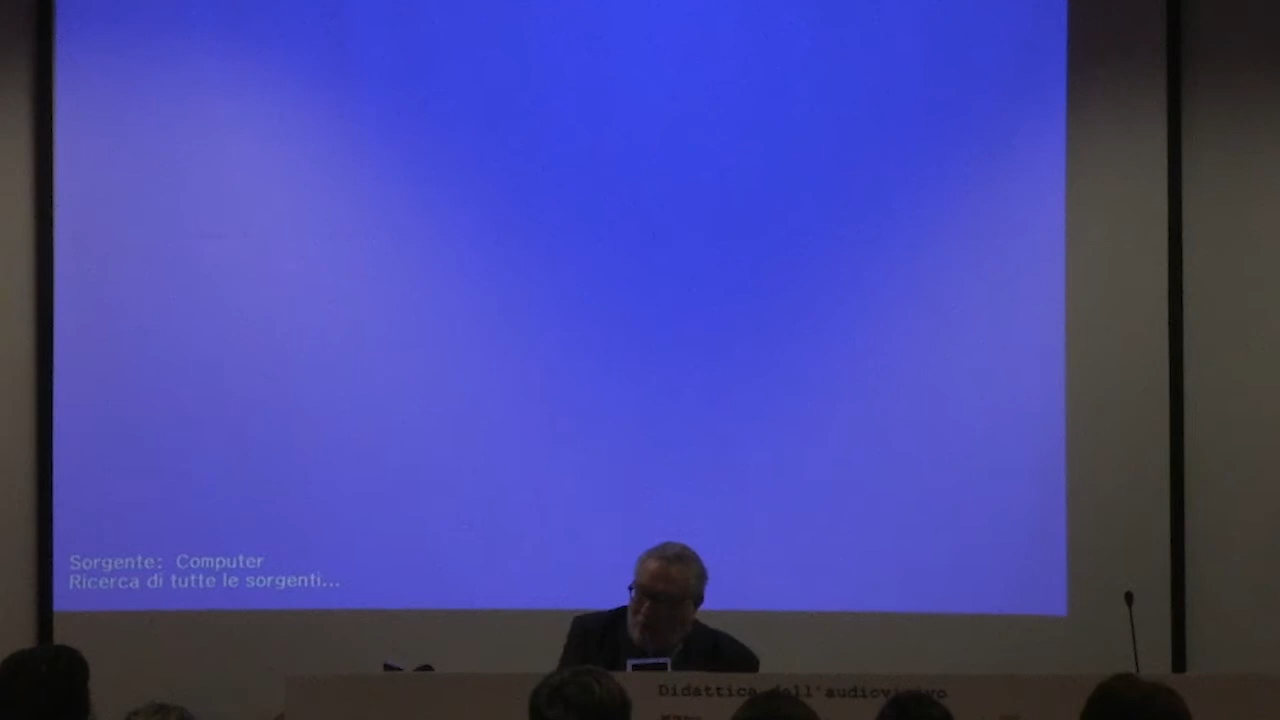 Sorgente: Computer
Ricerca di tutte le sorgenti...
Didattica dell'audiovisivo